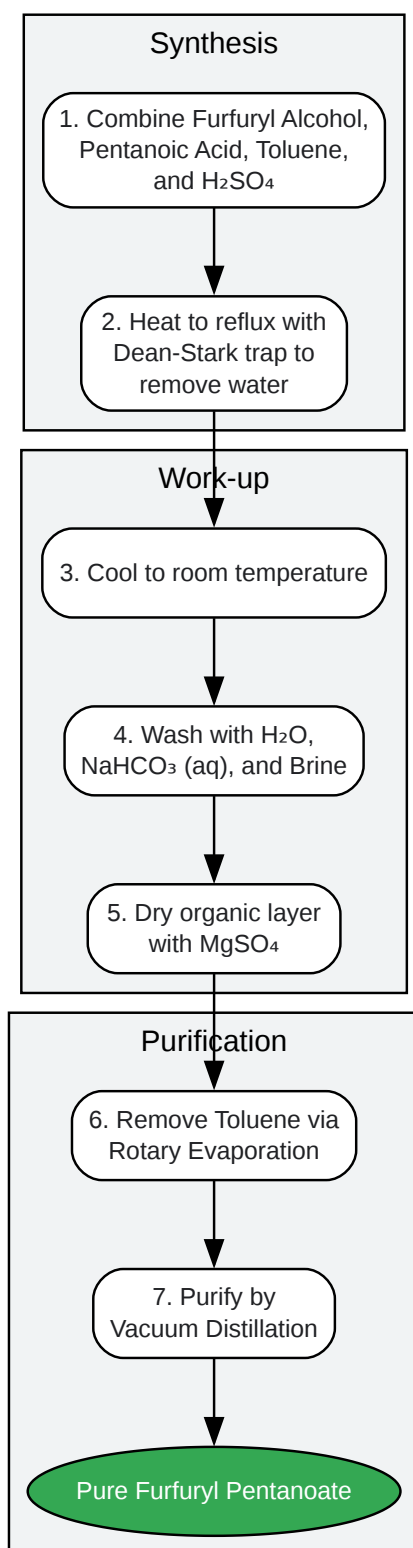 Synthesis
1. Combine Furfuryl Alcohol,
Pentanoic Acid, Toluene,
and H₂SO₄
2. Heat to reflux with
Dean-Stark trap to
remove water
Work-up
3. Cool to room temperature
4. Wash with H₂O,
NaHCO₃ (aq), and Brine
5. Dry organic layer
with MgSO₄
Purification
6. Remove Toluene via
Rotary Evaporation
7. Purify by
Vacuum Distillation
Pure Furfuryl Pentanoate